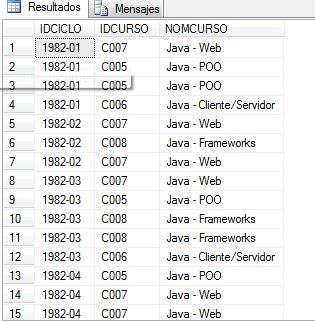 Resultados Mensajes
IDCICLO IDCURSO NOMCURSO
1 1982-01 C007 Java - Web
2 1982-01 C005 Java - POO
3 1982-01 C005 Java - POO
4 1982-01 C006 Java - Cliente/Servidor
5 1982-02 C007 Java - Web
6 1982-02 C008 Java - Frameworks
7 1982-02 C007 Java - Web
8 1982-03 C007 Java - Web
9 1982-03 C005 Java - POO
10 1982-03 C008 Java - Frameworks
11 1982-03 C008 Java - Frameworks
12 1982-03 C006 Java - Cliente/Servidor
13 1982-04 C005 Java - POO
14 1982-04 C007 Java - Web
15 1982-04 C007 Java - Web